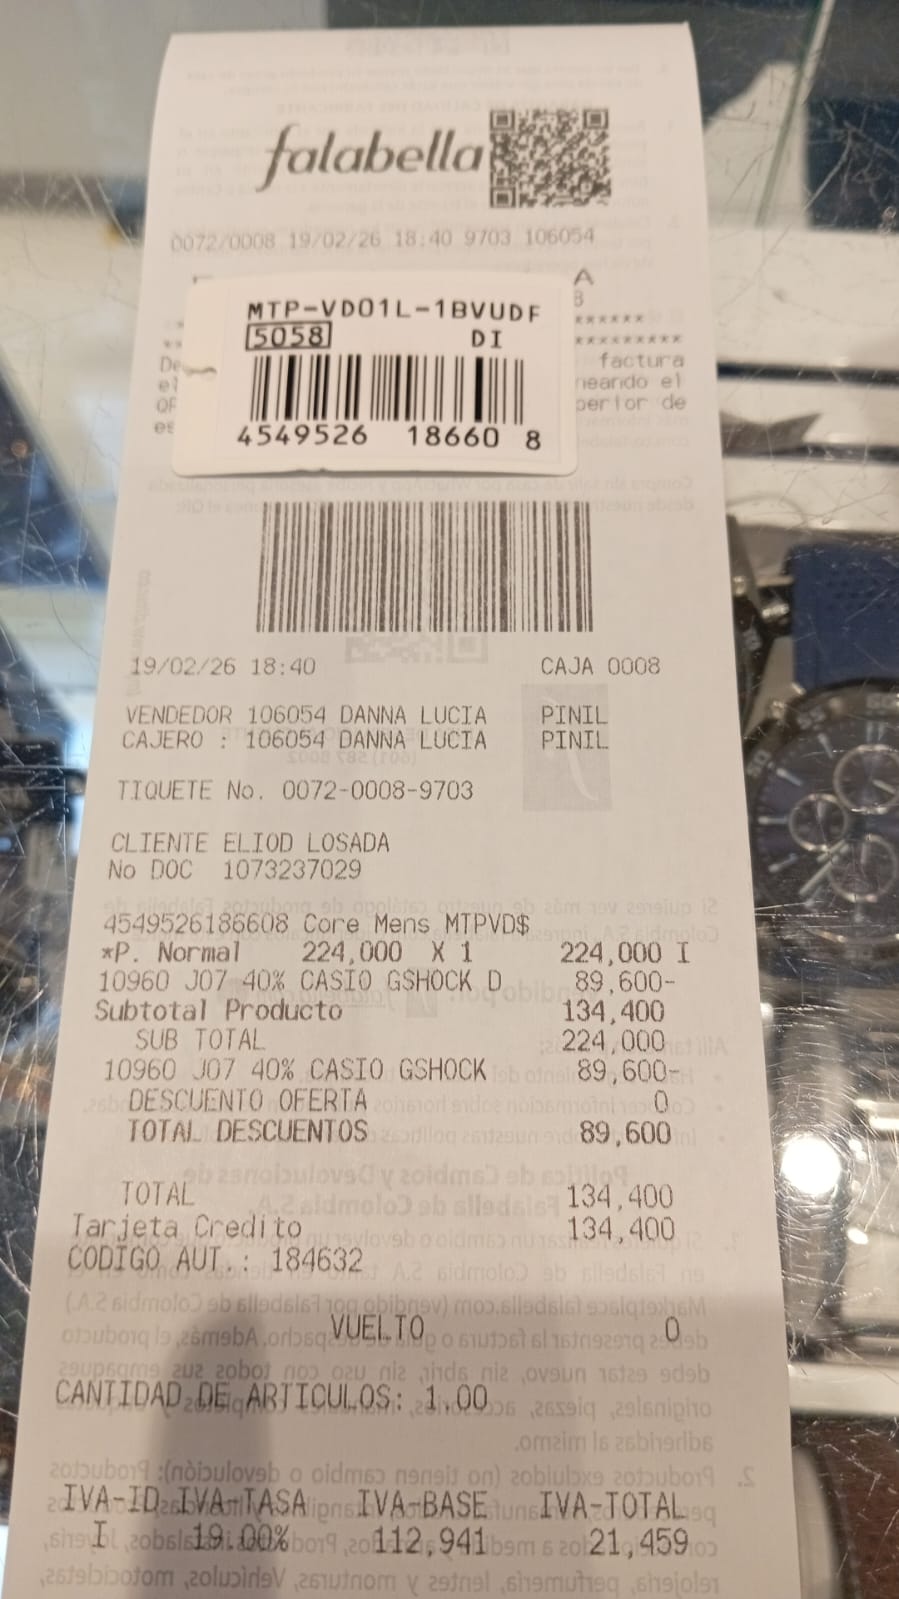 falabella
0072/0008 19/02/26 18:40 9703 106054
MTP-VD01L-1BVUDF
5058 DI
4549526 18660 8
A
******
*********
De factura
el neando el
QR perior de
es
19/02/26 18:40 CAJA 0008
VENDEDOR 106054 DANNA LUCIA PINIL
CAJERO : 106054 DANNA LUCIA PINIL
TIQUETE No. 0072-0008-9703
CLIENTE ELIOD LOSADA
No DOC 1073237029
4549526186608 Core Mens MTPVD$
*P. Normal 224,000 X 1 224,000 I
10960 J07 40% CASIO GSHOCK D 89,600-
Subtotal Producto 134,400
SUB TOTAL 224,000
10960 J07 40% CASIO GSHOCK 89,600-
DESCUENTO OFERTA 0
TOTAL DESCUENTOS 89,600
TOTAL 134,400
Tarjeta Credito 134,400
CODIGO AUT.: 184632
VUELTO 0
CANTIDAD DE ARTICULOS: 1.00
IVA-ID IVA-TASA IVA-BASE IVA-TOTAL
I 19.00% 112,941 21,459